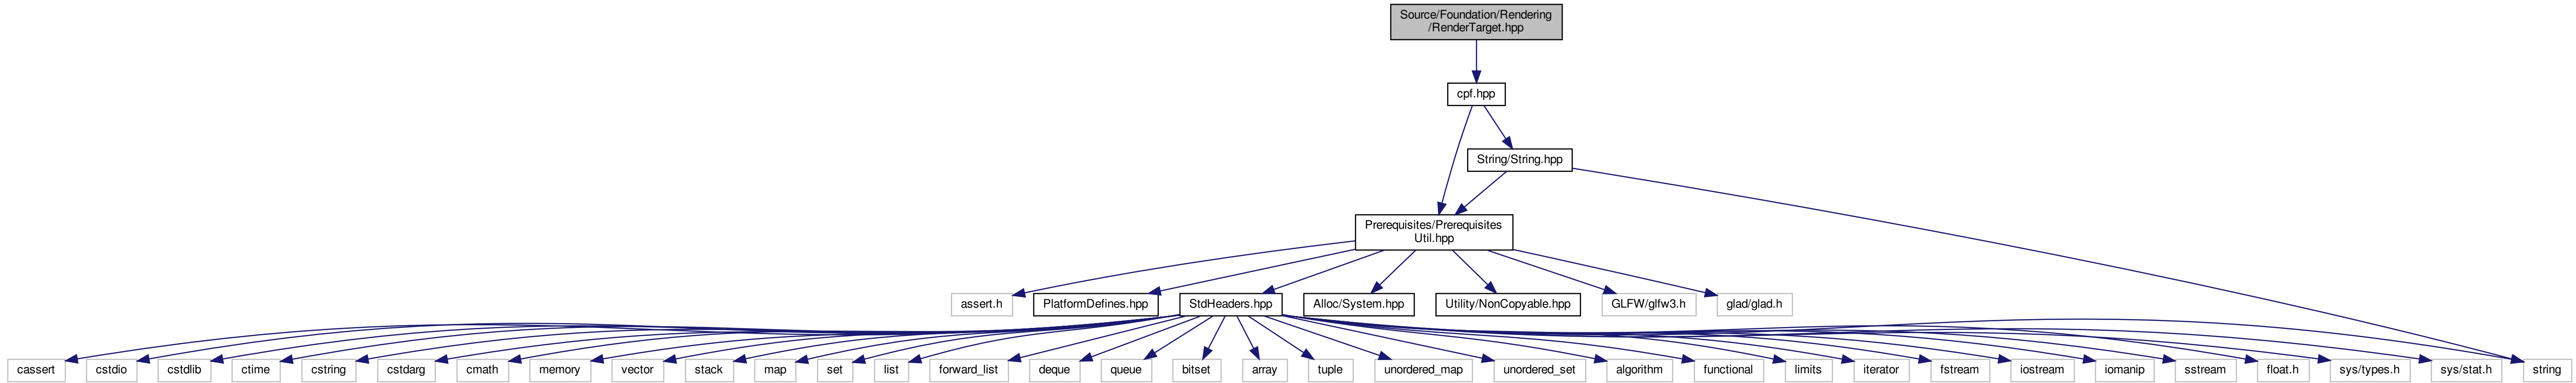 Source/Foundation/Rendering
/RenderTarget.hpp
cpf.hpp
String/String.hpp
Prerequisites/Prerequisites
Util.hpp
assert.h
PlatformDefines.hpp
StdHeaders.hpp
Alloc/System.hpp
Utility/NonCopyable.hpp
GLFW/glfw3.h
glad/glad.h
cassert
cstdio
cstdlib
ctime
cstring
cstdarg
cmath
memory
vector
stack
map
set
list
forward_list
deque
queue
bitset
array
tuple
unordered_map
unordered_set
algorithm
functional
limits
iterator
fstream
iostream
iomanip
sstream
float.h
sys/types.h
sys/stat.h
string